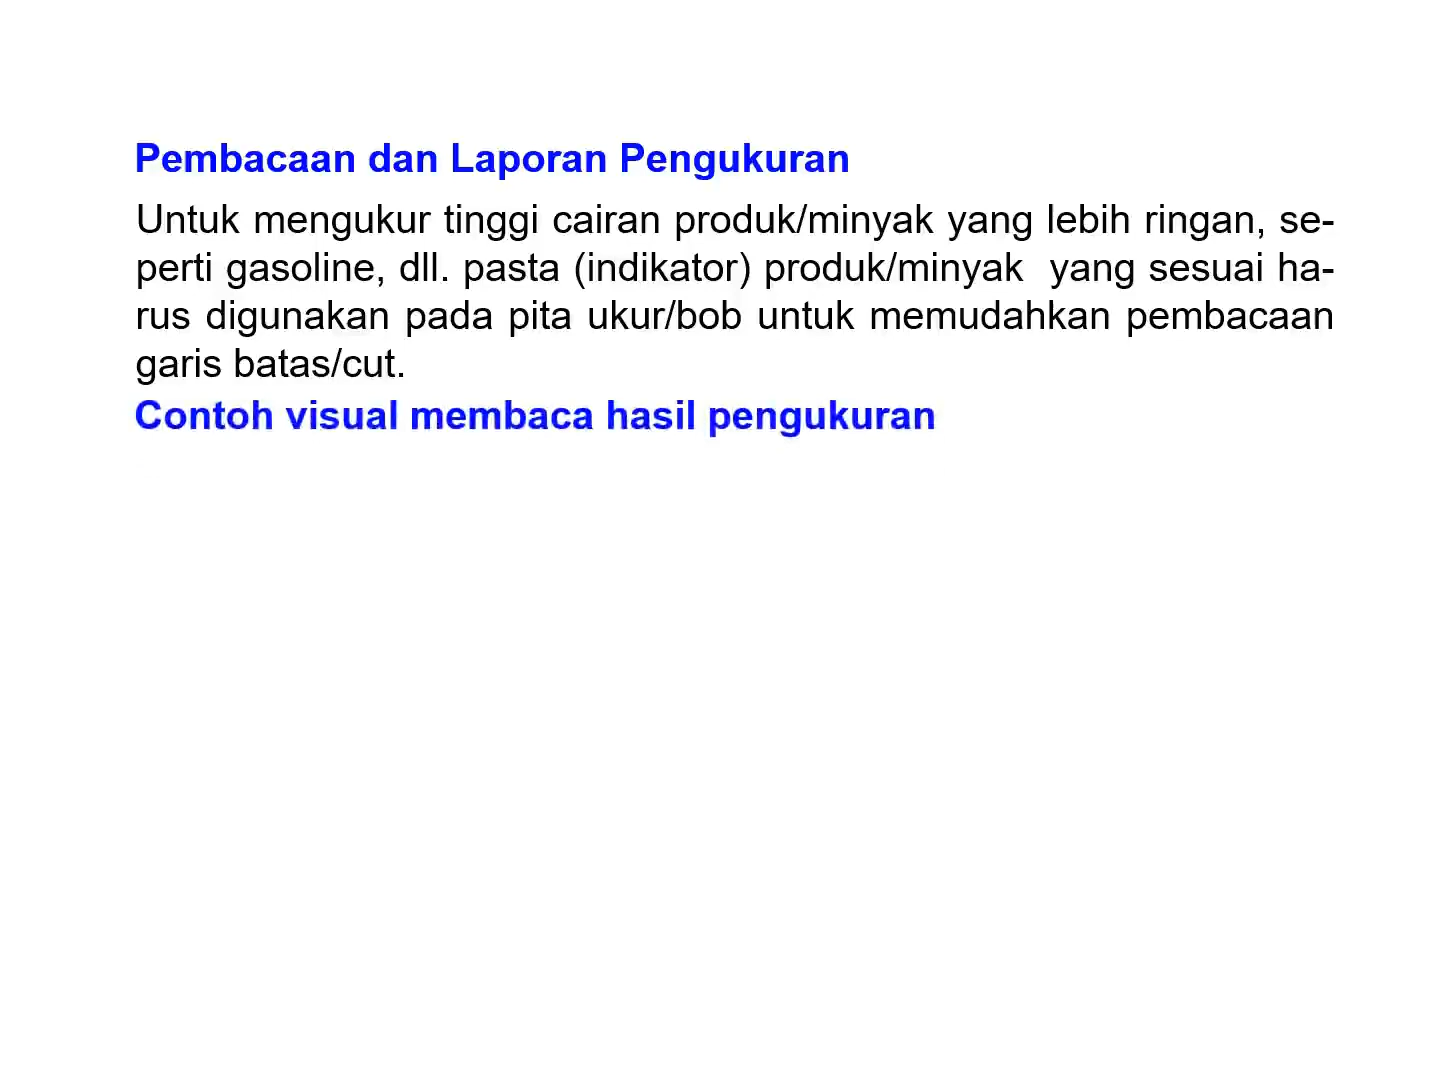 Pembacaan dan Laporan Pengukuran
Untuk mengukur tinggi cairan produk/minyak yang lebih ringan, se-
perti gasoline, dll. pasta (indikator) produk/minyak  yang sesuai ha-
rus digunakan pada pita ukur/bob untuk memudahkan pembacaan
garis batas/cut.
Contoh visual membaca hasil pengukuran